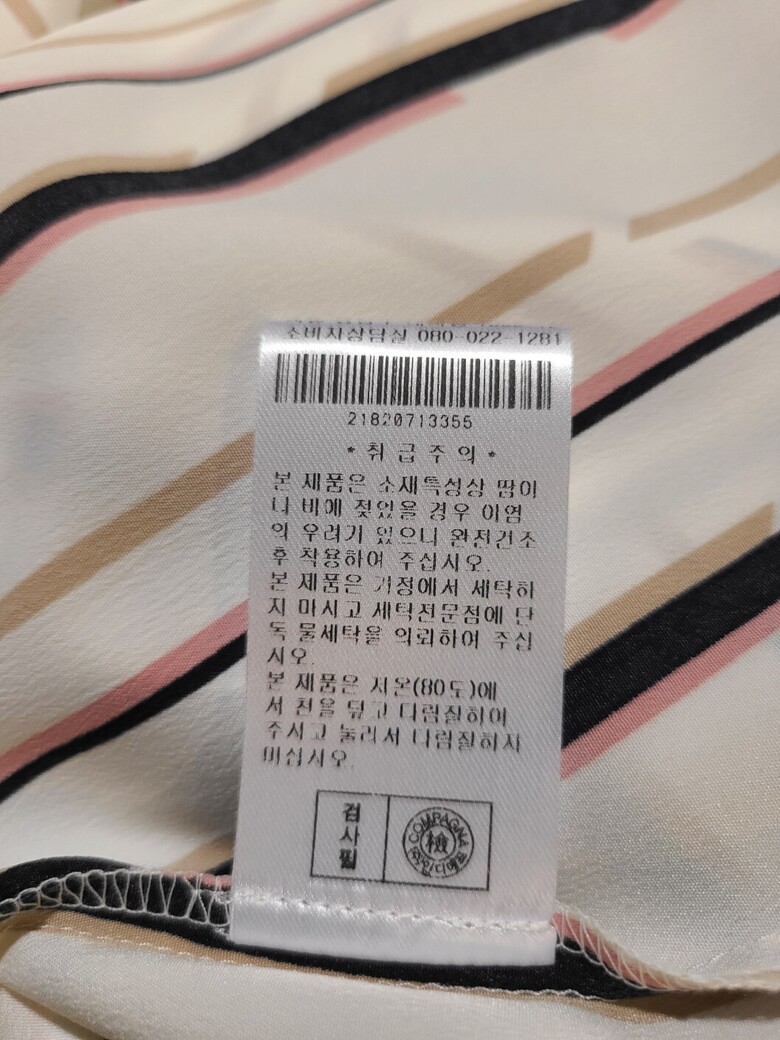 소비자상담실 080-022-1281
21820713355
*취급주의*
본 제품은 소재특성상 땀이
나 비에 젖었을 경우 이염
의 우려가 있으니 완전건조
후 착용하여 주십시오.
본 제품은 가정에서 세탁하
지 마시고 세탁전문점에 단
독 물세탁을 의뢰하여 주십
시오.
본 제품은 저온(80도)에
서 천을 덮고 다림질하여
주시고 눌러서 다림질하지
마십시오.
검사필
COMPAGNA
檢